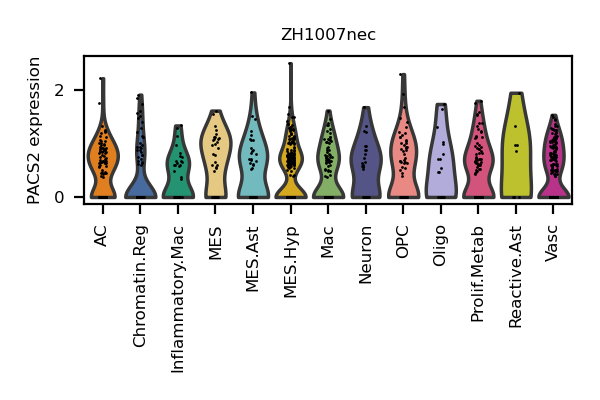 ZH1007nec
PACS2 expression
2
0
AC
Chromatin.Reg
Inflammatory.Mac
MES
MES.Ast
MES.Hyp
Mac
Neuron
OPC
Oligo
Prolif.Metab
Reactive.Ast
Vasc